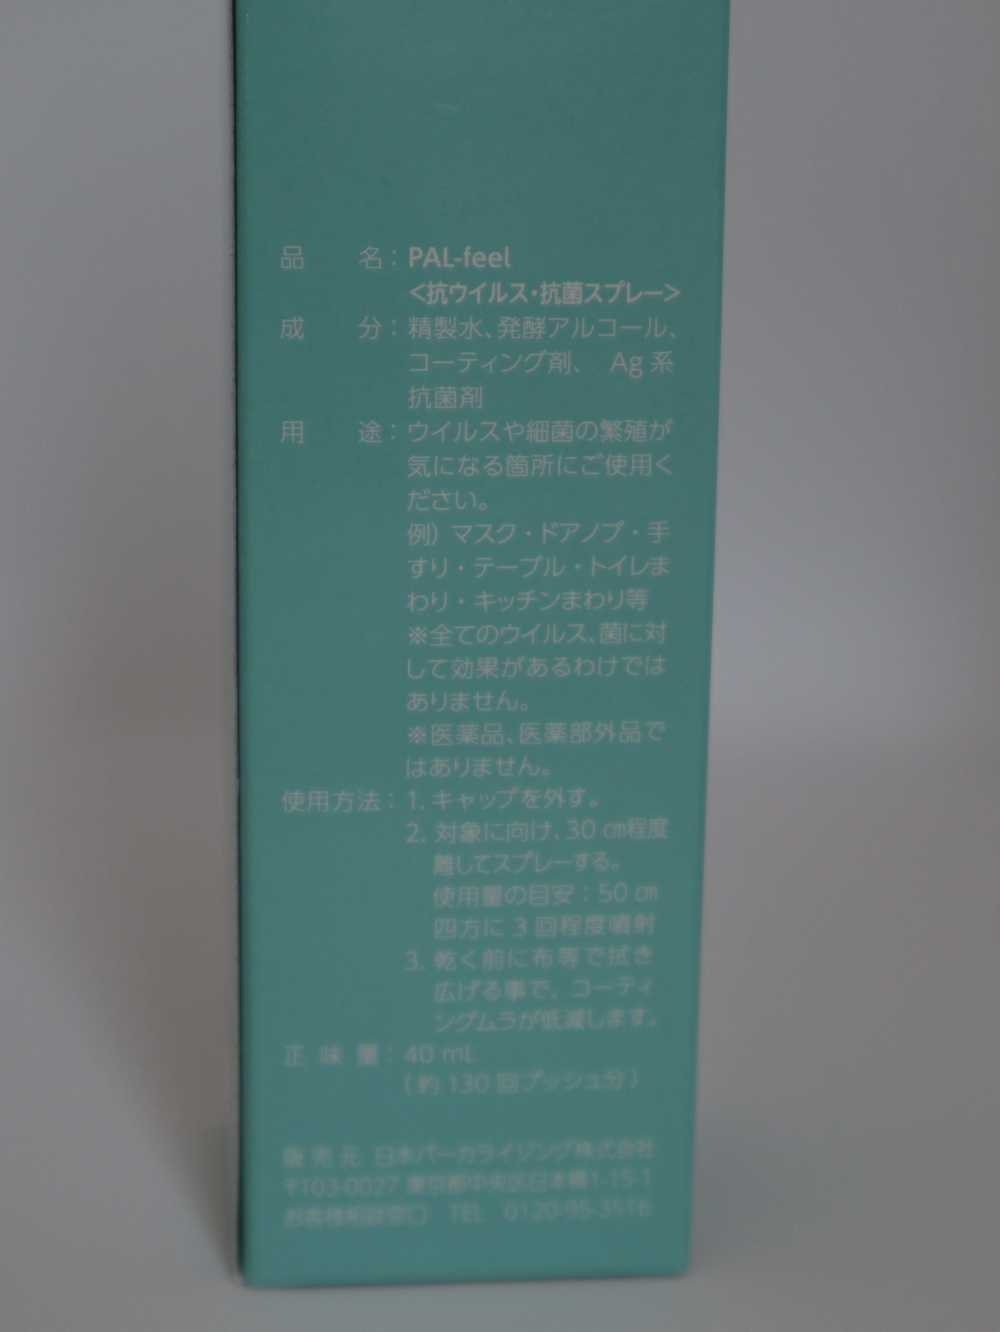 品　名：PAL-feel
＜抗ウイルス・抗菌スプレー＞
成　分：精製水、発酵アルコール、
コーティング剤、 Ag 系
抗菌剤
用　途：ウイルスや細菌の繁殖が
気になる箇所にご使用く
ださい。
例）マスク・ドアノブ・手
すり・テーブル・トイレま
わり・キッチンまわり等
※全てのウイルス、菌に対
して効果があるわけでは
ありません。
※医薬品、医薬部外品で
はありません。
使用方法：1. キャップを外す。
2. 対象に向け、30 ㎝程度
離してスプレーする。
使用量の目安：50 ㎝
四方に 3 回程度噴射
3. 乾く前に布等で拭き
広げる事で、コーティ
ングムラが低減します。
正 味 量：40 mL
（約 130 回プッシュ分）
販 売 元 日本パーカライジング株式会社
〒103-0027 東京都中央区日本橋1-15-1
お客様相談窓口 TEL 0120-95-3516